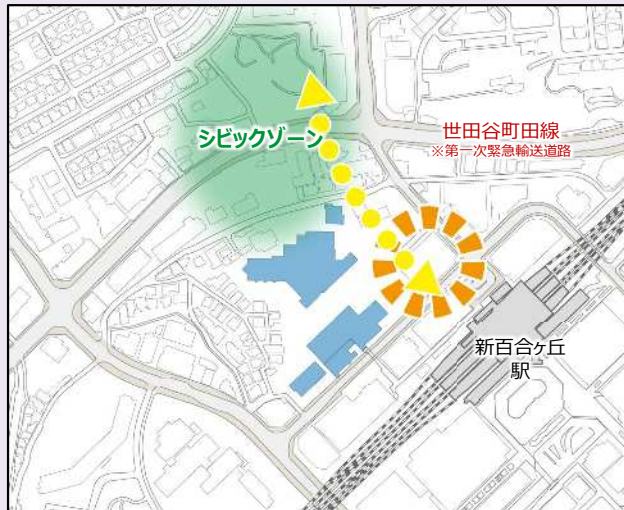 シビックゾーン
世田谷町田線
※第一次緊急輸送道路
新百合ヶ丘
駅